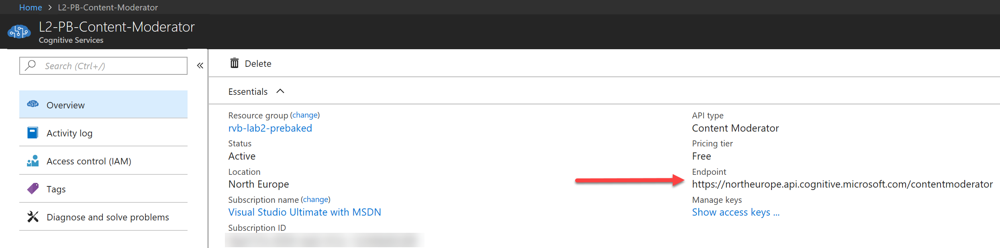 Home > L2-PB-Content-Moderator
L2-PB-Content-Moderator
Cognitive Services
Search (Ctrl+/)
«
Overview
Activity log
Access control (IAM)
Tags
Diagnose and solve problems
Delete
Essentials
Resource group (change)
rvb-lab2-prebaked
Status
Active
Location
North Europe
Subscription name (change)
Visual Studio Ultimate with MSDN
Subscription ID
API type
Content Moderator
Pricing tier
Free
Endpoint
https://northeurope.api.cognitive.microsoft.com/contentmoderator
Manage keys
Show access keys ...